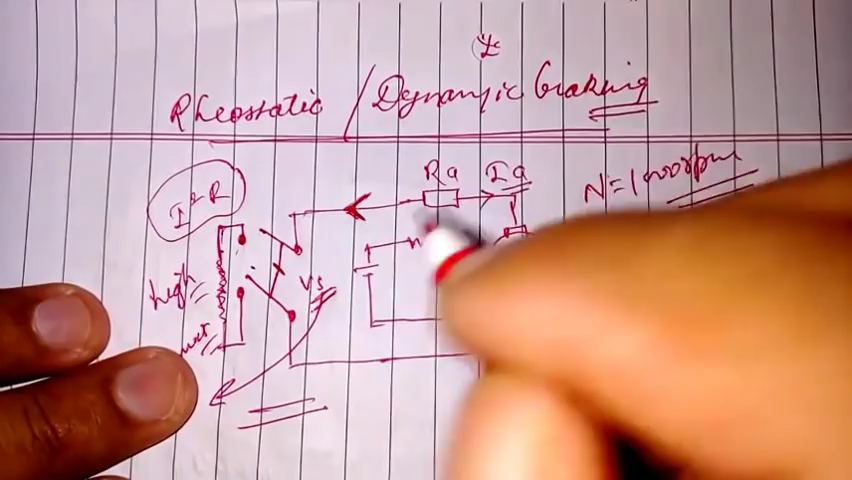 Rheostatic / Dynamic braking
Ra Ia
N = 1000rpm
I²R
high
Vs